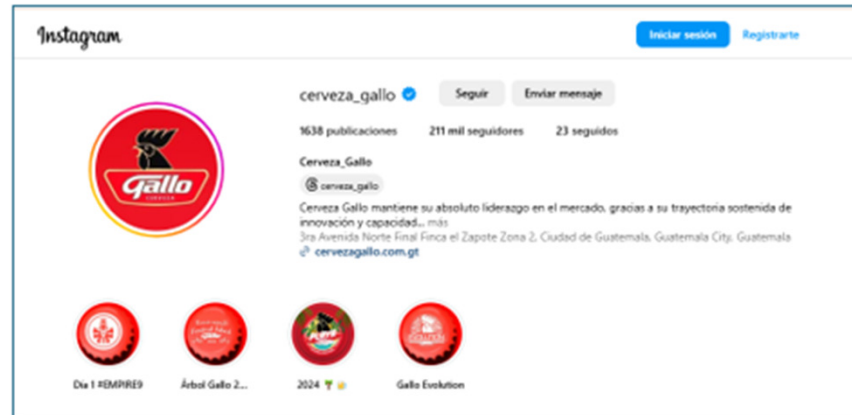 Instagram
Iniciar sesión
Registrarte
cerveza_gallo
Seguir
Enviar mensaje
1638 publicaciones
211 mil seguidores
23 seguidos
Cerveza_Gallo
cerveza_gallo
Cerveza Gallo mantiene su absoluto liderazgo en el mercado, gracias a su trayectoria sostenida de
innovación y capacidad... más
3ra Avenida Norte Final Finca el Zapote Zona 2, Ciudad de Guatemala, Guatemala City, Guatemala
cervezagallo.com.gt
Gallo
CERVEZA
Día 1 #EMPIRE9
Árbol Gallo 2...
2024
Gallo Evolution